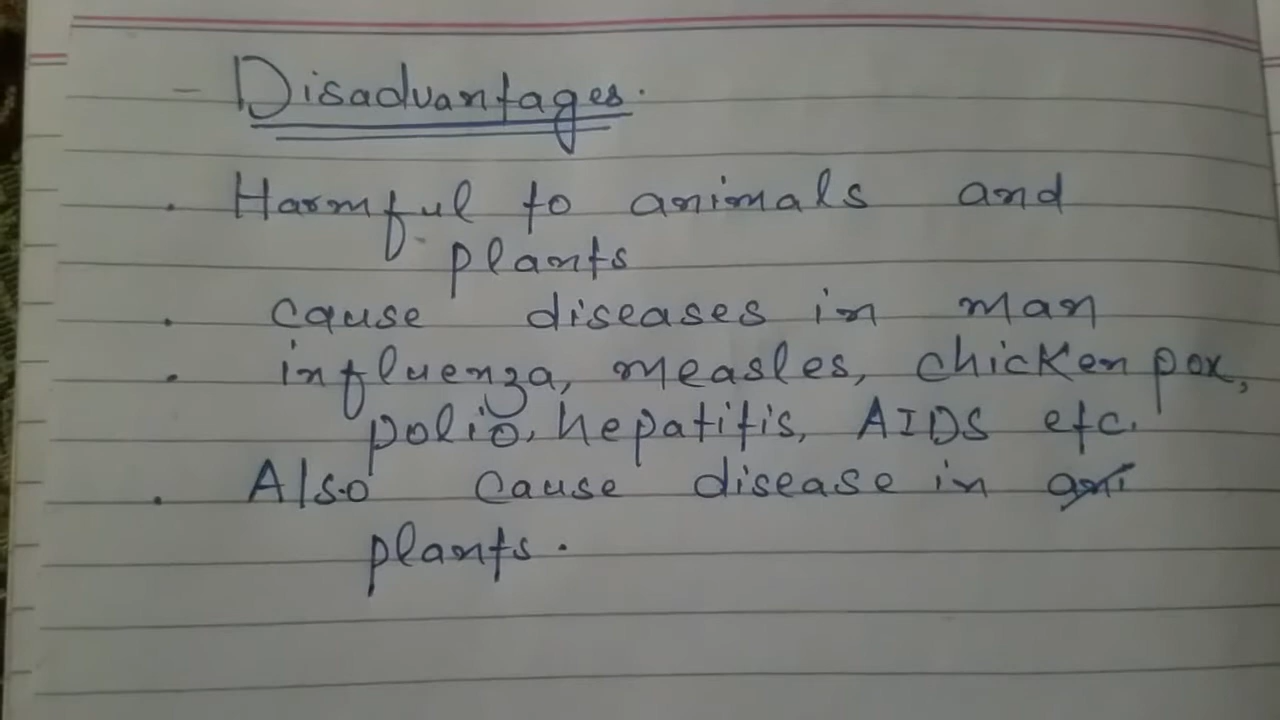 - Disadvantages.
. Harmful to animals and
plants
. cause diseases in man
. influenza, measles, chicken pox,
polio, hepatitis, AIDS etc.
. Also cause disease in ani
plants.